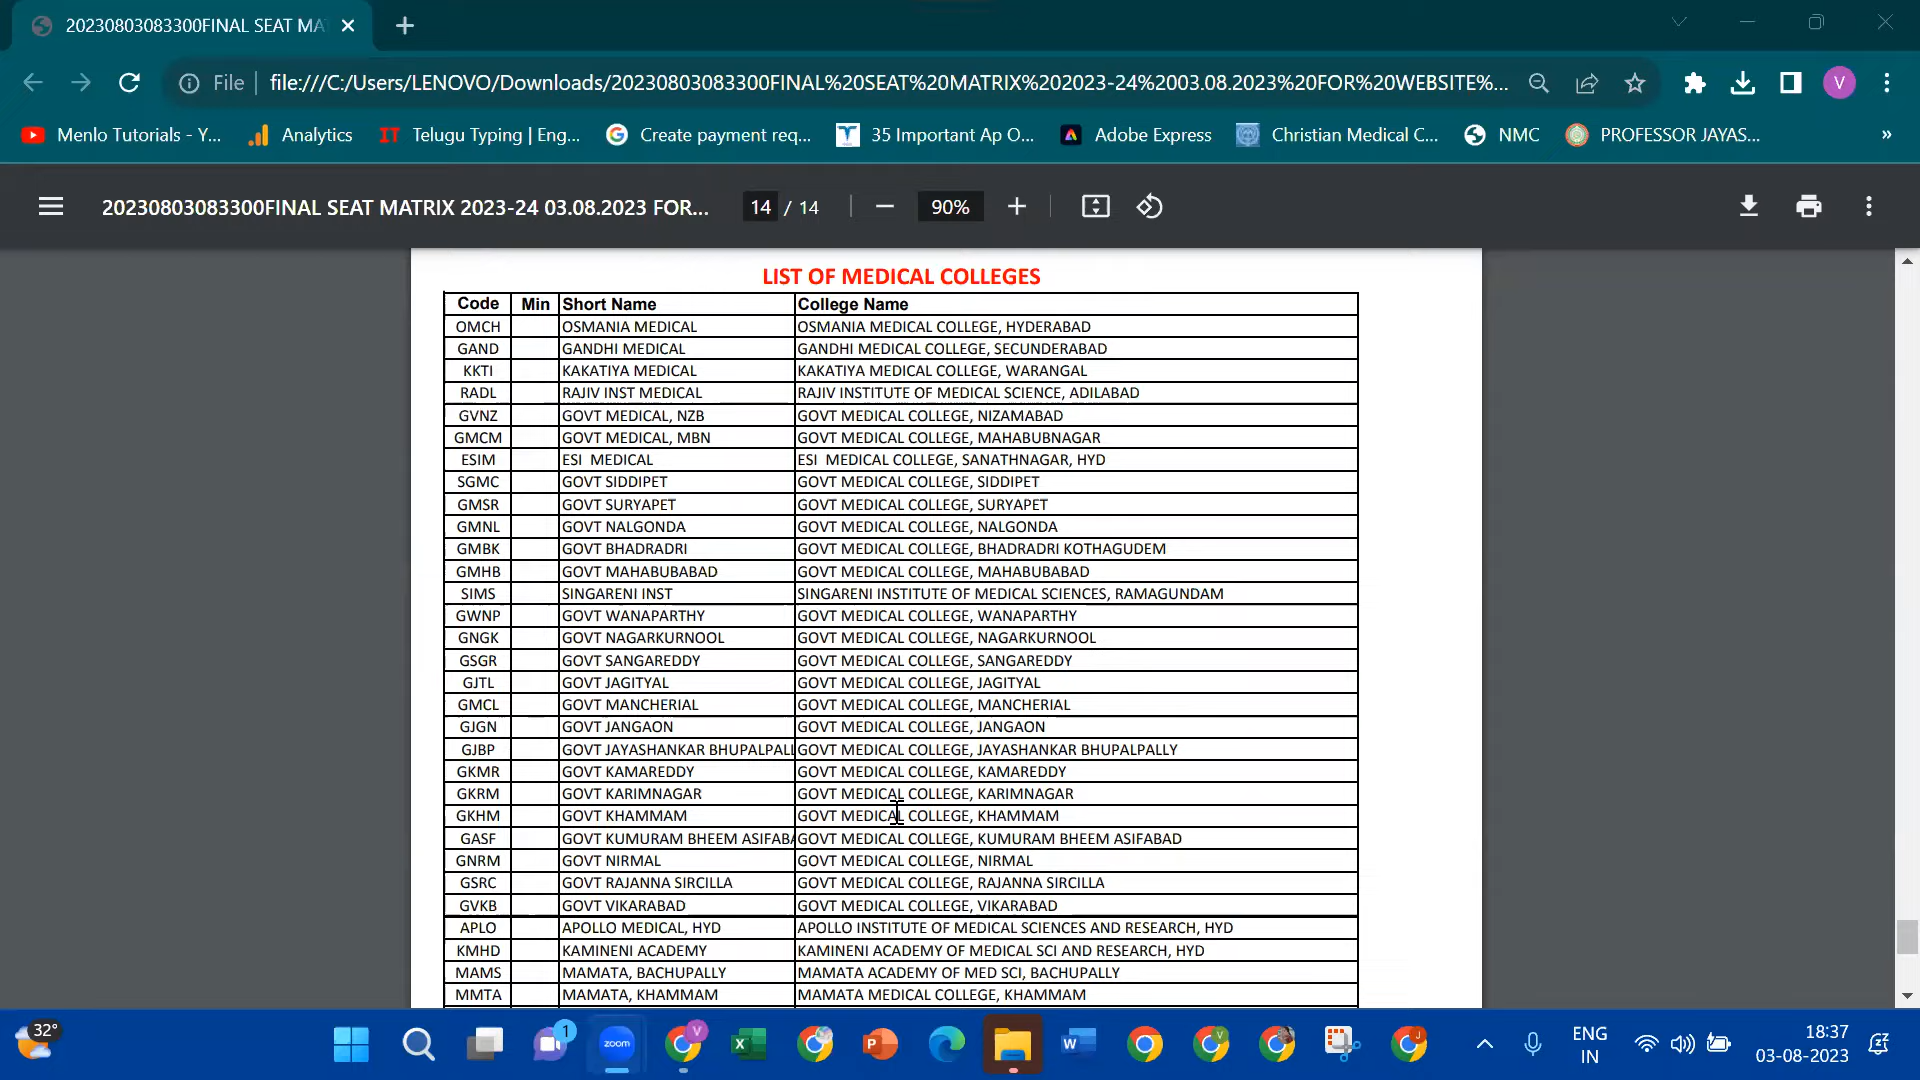 20230803083300FINAL SEAT MA
File file:///C:/Users/LENOVO/Downloads/20230803083300FINAL%20SEAT%20MATRIX%202023-24%2003.08.2023%20FOR%20WEBSITE%... V
Menlo Tutorials - Y... Analytics IT Telugu Typing | Eng... G Create payment req... 35 Important Ap O... Adobe Express Christian Medical C... NMC PROFESSOR JAYAS... »
20230803083300FINAL SEAT MATRIX 2023-24 03.08.2023 FOR... 14 / 14 90%
LIST OF MEDICAL COLLEGES
Code Min Short Name College Name
OMCH OSMANIA MEDICAL OSMANIA MEDICAL COLLEGE, HYDERABAD
GAND GANDHI MEDICAL GANDHI MEDICAL COLLEGE, SECUNDERABAD
KKTI KAKATIYA MEDICAL KAKATIYA MEDICAL COLLEGE, WARANGAL
RADL RAJIV INST MEDICAL RAJIV INSTITUTE OF MEDICAL SCIENCE, ADILABAD
GVNZ GOVT MEDICAL, NZB GOVT MEDICAL COLLEGE, NIZAMABAD
GMCM GOVT MEDICAL, MBN GOVT MEDICAL COLLEGE, MAHABUBNAGAR
ESIM ESI MEDICAL ESI MEDICAL COLLEGE, SANATHNAGAR, HYD
SGMC GOVT SIDDIPET GOVT MEDICAL COLLEGE, SIDDIPET
GMSR GOVT SURYAPET GOVT MEDICAL COLLEGE, SURYAPET
GMNL GOVT NALGONDA GOVT MEDICAL COLLEGE, NALGONDA
GMBK GOVT BHADRADRI GOVT MEDICAL COLLEGE, BHADRADRI KOTHAGUDEM
GMHB GOVT MAHABUBABAD GOVT MEDICAL COLLEGE, MAHABUBABAD
SIMS SINGARENI INST SINGARENI INSTITUTE OF MEDICAL SCIENCES, RAMAGUNDAM
GWNP GOVT WANAPARTHY GOVT MEDICAL COLLEGE, WANAPARTHY
GNGK GOVT NAGARKURNOOL GOVT MEDICAL COLLEGE, NAGARKURNOOL
GSGR GOVT SANGAREDDY GOVT MEDICAL COLLEGE, SANGAREDDY
GJTL GOVT JAGITYAL GOVT MEDICAL COLLEGE, JAGITYAL
GMCL GOVT MANCHERIAL GOVT MEDICAL COLLEGE, MANCHERIAL
GJGN GOVT JANGAON GOVT MEDICAL COLLEGE, JANGAON
GJBP GOVT JAYASHANKAR BHUPALPALL GOVT MEDICAL COLLEGE, JAYASHANKAR BHUPALPALLY
GKMR GOVT KAMAREDDY GOVT MEDICAL COLLEGE, KAMAREDDY
GKRM GOVT KARIMNAGAR GOVT MEDICAL COLLEGE, KARIMNAGAR
GKHM GOVT KHAMMAM GOVT MEDICAL COLLEGE, KHAMMAM
GASF GOVT KUMURAM BHEEM ASIFABA GOVT MEDICAL COLLEGE, KUMURAM BHEEM ASIFABAD
GNRM GOVT NIRMAL GOVT MEDICAL COLLEGE, NIRMAL
GSRC GOVT RAJANNA SIRCILLA GOVT MEDICAL COLLEGE, RAJANNA SIRCILLA
GVKB GOVT VIKARABAD GOVT MEDICAL COLLEGE, VIKARABAD
APLO APOLLO MEDICAL, HYD APOLLO INSTITUTE OF MEDICAL SCIENCES AND RESEARCH, HYD
KMHD KAMINENI ACADEMY KAMINENI ACADEMY OF MEDICAL SCI AND RESEARCH, HYD
MAMS MAMATA, BACHUPALLY MAMATA ACADEMY OF MED SCI, BACHUPALLY
MMTA MAMATA, KHAMMAM MAMATA MEDICAL COLLEGE, KHAMMAM
32° 1 zoom V X P W V J ENG 18:37
IN 03-08-2023